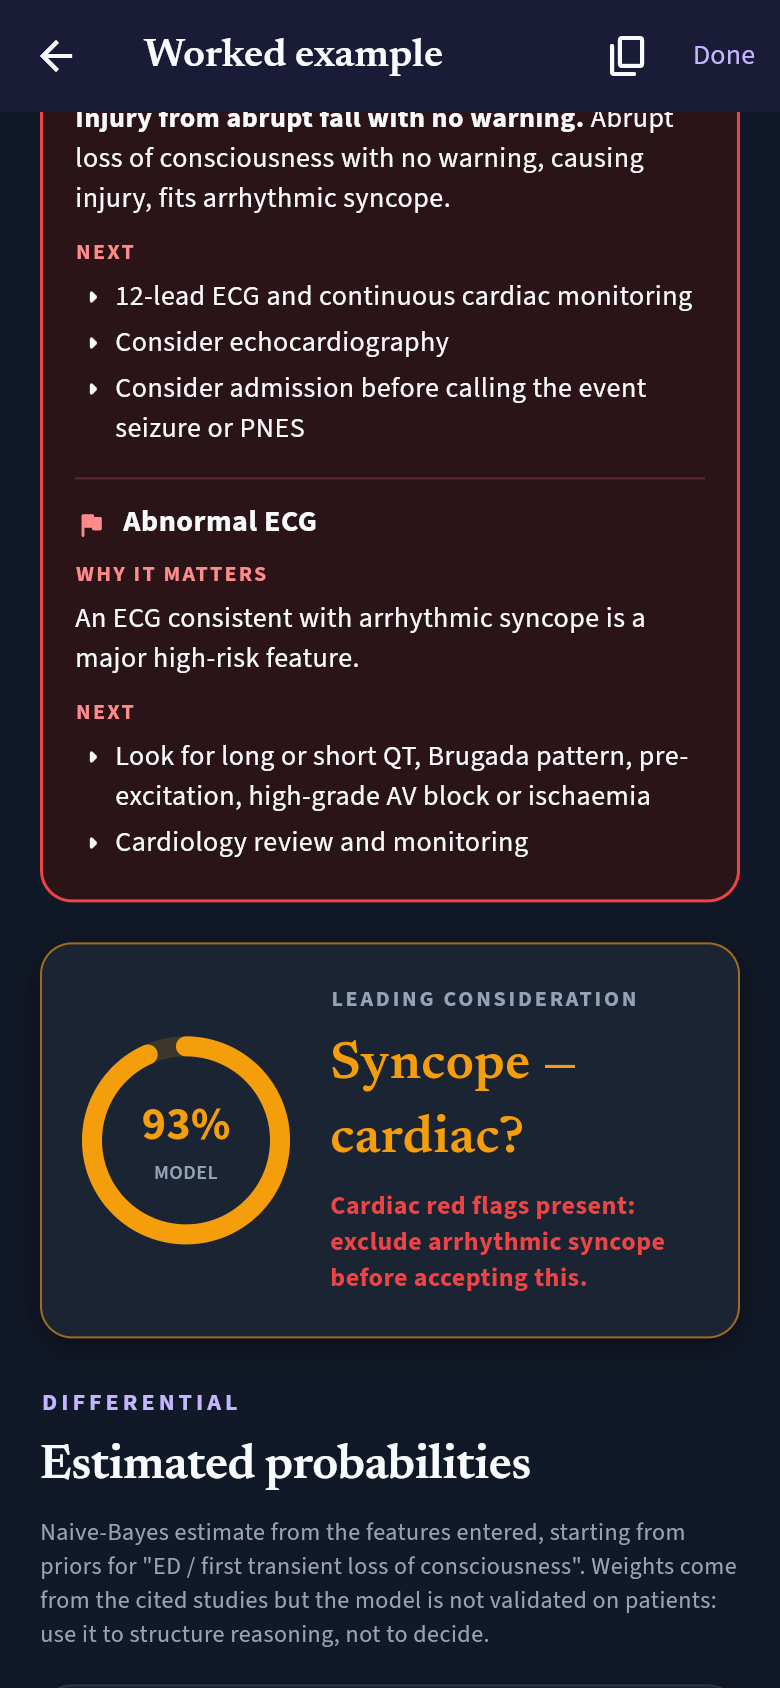 Worked example
Done
Injury from abrupt fall with no warning. Abrupt
loss of consciousness with no warning, causing
injury, fits arrhythmic syncope.
NEXT
12-lead ECG and continuous cardiac monitoring
Consider echocardiography
Consider admission before calling the event
seizure or PNES
Abnormal ECG
WHY IT MATTERS
An ECG consistent with arrhythmic syncope is a
major high-risk feature.
NEXT
Look for long or short QT, Brugada pattern, pre-
excitation, high-grade AV block or ischaemia
Cardiology review and monitoring
LEADING CONSIDERATION
Syncope –
cardiac?
93%
MODEL
Cardiac red flags present:
exclude arrhythmic syncope
before accepting this.
DIFFERENTIAL
Estimated probabilities
Naive-Bayes estimate from the features entered, starting from
priors for "ED / first transient loss of consciousness". Weights come
from the cited studies but the model is not validated on patients:
use it to structure reasoning, not to decide.